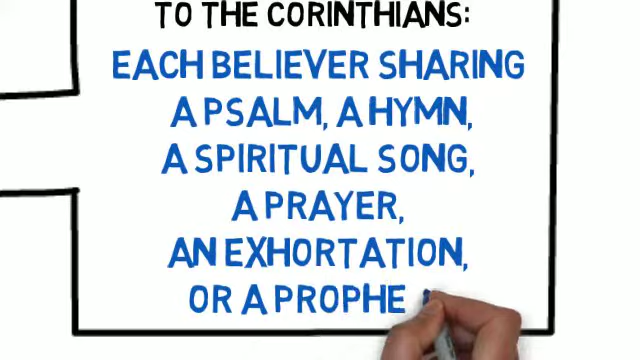 TO THE CORINTHIANS:
EACH BELIEVER SHARING
A PSALM, A HYMN,
A SPIRITUAL SONG,
A PRAYER,
AN EXHORTATION,
OR A PROPHE